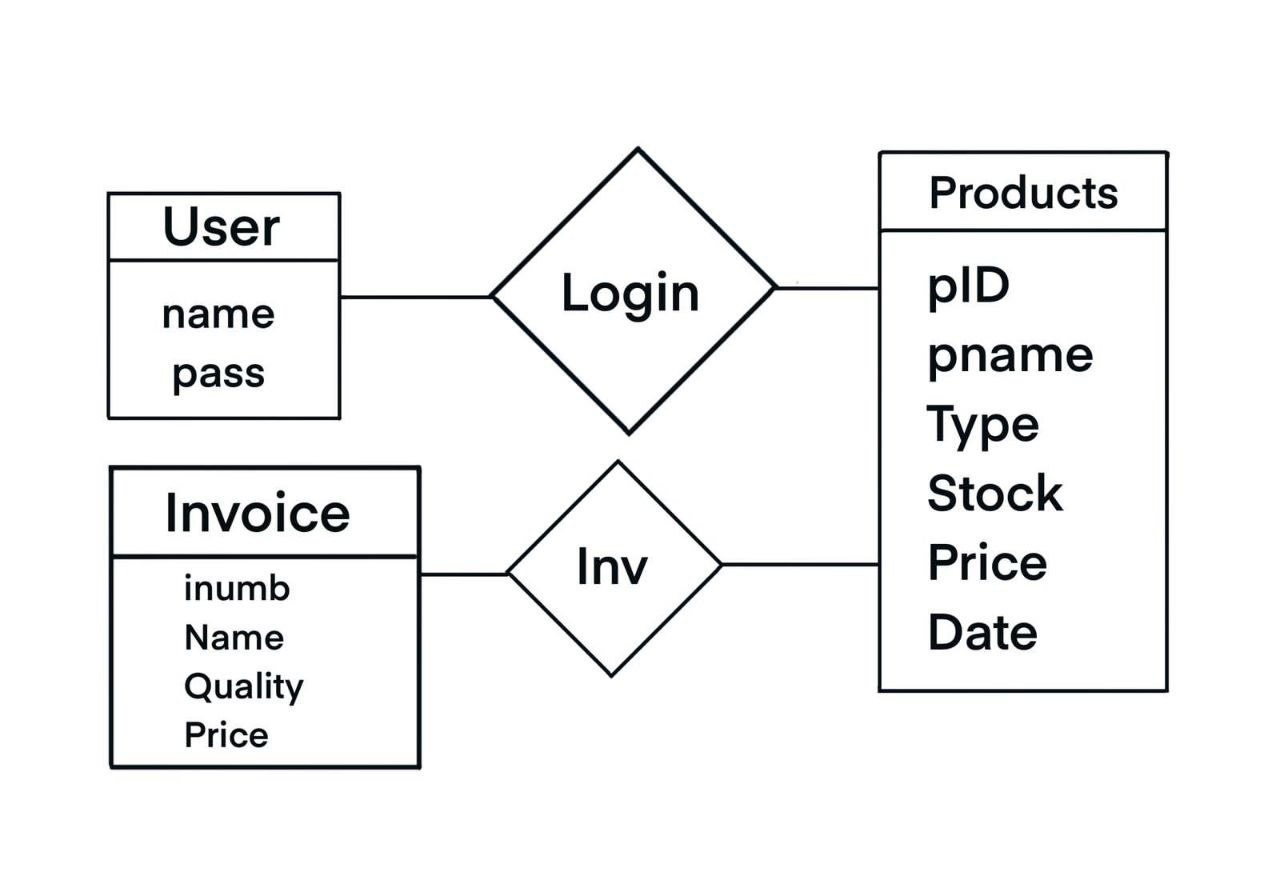 User
name
pass
Login
Products
pID
pname
Type
Stock
Price
Date
Invoice
inumb
Name
Quality
Price
Inv